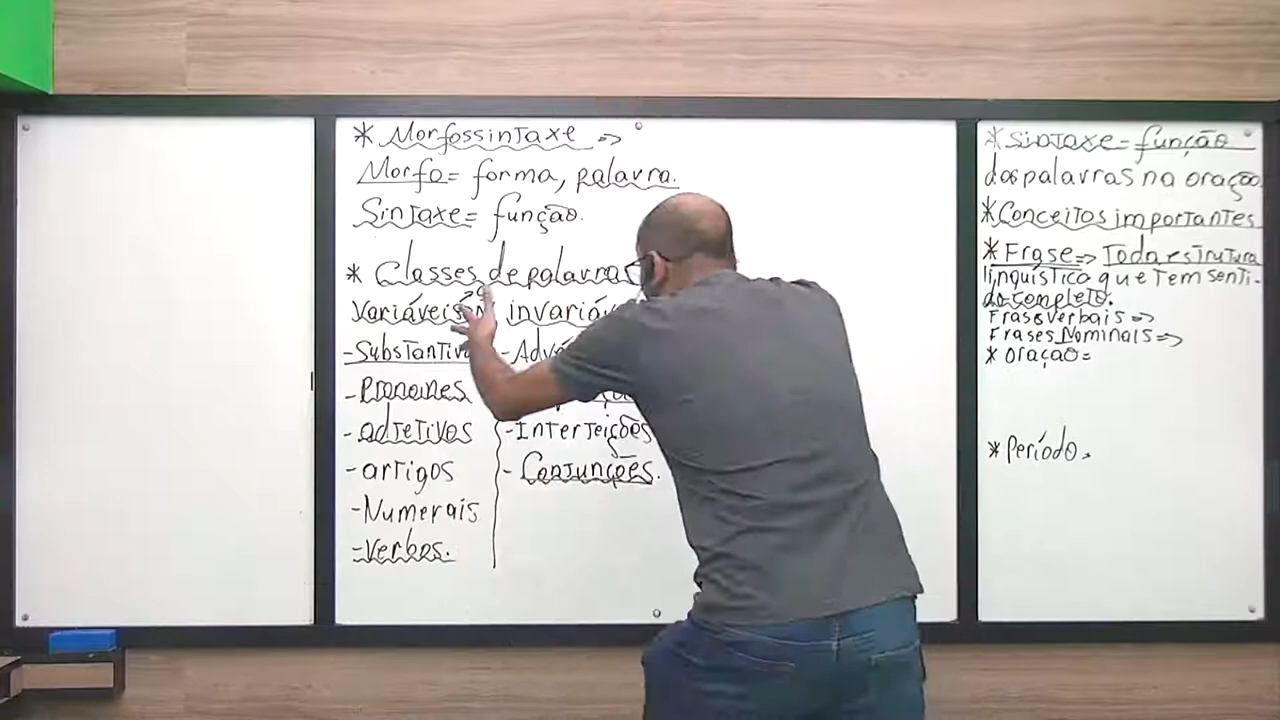 * Morfossintaxe =>
Morfo= forma, palavra.
Sintaxe= função.
* Classes de palavra
Variáveis invariáv
-Substantiv
-Pronomes
-adjetivos
-artigos
-Numerais
-Verbos.
-Advé
-Interjeições
-Conjunções.
*Sintaxe= função
das palavras na oração
*Conceitos importantes
*Frase=> Toda estrutura
linguística que tem senti-
do completo.
Frases Verbais =>
Frases Nominais =>
* oração=
* Período.